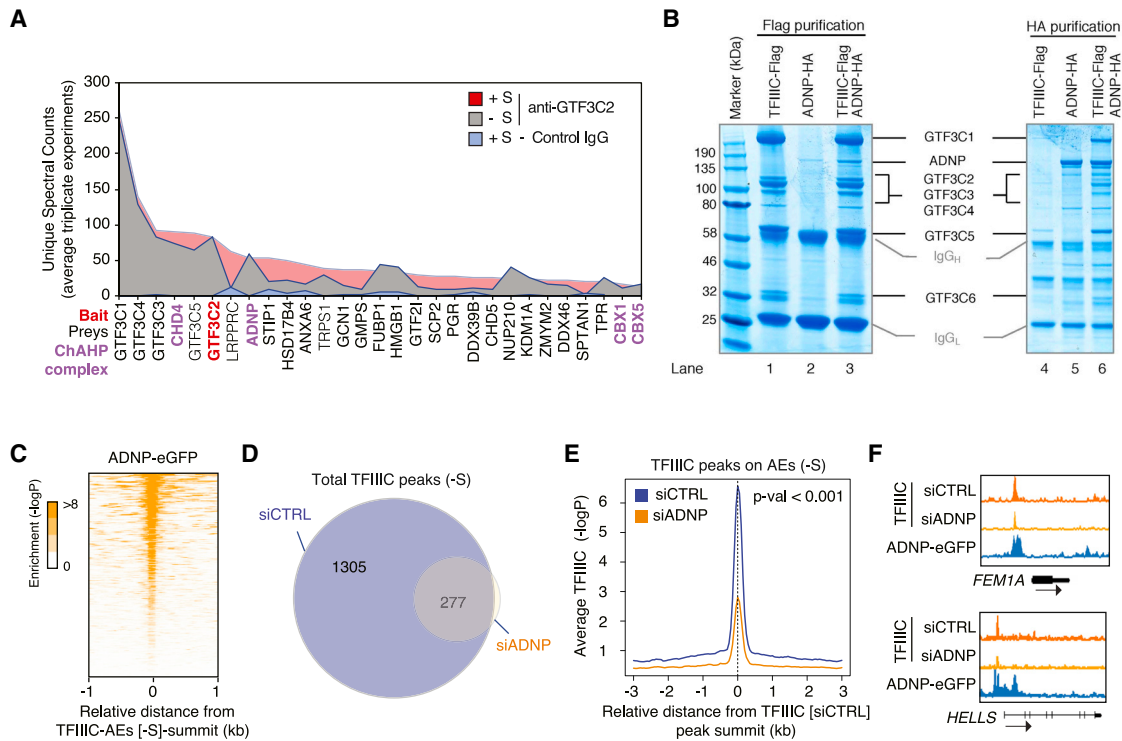 A
300
250
200
150
100
50
0
Unique Spectral Counts
(average triplicate experiments)
+ S
- S
anti-GTF3C2
+ S - Control IgG
Bait
Preys
ChAHP
complex
GTF3C1
GTF3C4
GTF3C3
CHD4
GTF3C5
GTF3C2
LRPPRC
ADNP
STIP1
HSD17B4
ANXA6
TRPS1
GCN1
GMPS
FUBP1
HMGB1
GTF2I
SCP2
PGR
DDX39B
CHD5
NUP210
KDM1A
ZMYM2
DDX46
SPTAN1
TPR
CBX1
CBX5
B
Flag purification
HA purification
Marker (kDa)
TFIIIC-Flag
ADNP-HA
TFIIIC-Flag
ADNP-HA
TFIIIC-Flag
ADNP-HA
TFIIIC-Flag
ADNP-HA
190
135
100
80
58
46
32
25
GTF3C1
ADNP
GTF3C2
GTF3C3
GTF3C4
GTF3C5
IgGH
GTF3C6
IgGL
Lane
1
2
3
4
5
6
C
ADNP-eGFP
Enrichment (-logP)
>8
0
-1
0
1
Relative distance from
TFIIIC-AEs [-S]-summit (kb)
D
Total TFIIIC peaks (-S)
siCTRL
1305
277
siADNP
E
TFIIIC peaks on AEs (-S)
siCTRL
siADNP
p-val < 0.001
Average TFIIIC (-logP)
6
5
4
3
2
1
-3
-2
-1
0
1
2
3
Relative distance from TFIIIC [siCTRL]
peak summit (kb)
F
TFIIIC
siCTRL
siADNP
ADNP-eGFP
FEM1A
TFIIIC
siCTRL
siADNP
ADNP-eGFP
HELLS